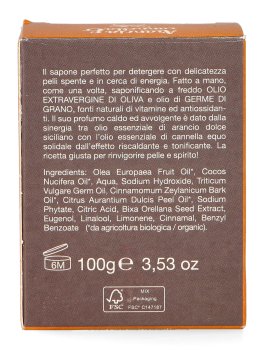 Il sapone perfetto per detergere con delicatezza
pelli spente e in cerca di energia. Fatto a mano,
come una volta, saponificando a freddo OLIO
EXTRAVERGINE DI OLIVA e olio di GERME DI
GRANO, fonti naturali di vitamine ed antiossidan-
ti. Il suo profumo caldo ed avvolgente è dato dalla
sinergia tra olio essenziale di arancio dolce
siciliano con l'olio essenziale di cannella equo
solidale dall'effetto riscaldante e tonificante. La
ricetta giusta per rinvigorire pelle e spirito!
Ingredients: Olea Europaea Fruit Oil*, Cocos
Nucifera Oil*, Aqua, Sodium Hydroxide, Triticum
Vulgare Germ Oil*, Cinnamomum Zeylanicum Bark
Oil*, Citrus Aurantium Dulcis Peel Oil*, Sodium
Phytate, Citric Acid, Bixa Orellana Seed Extract,
Eugenol, Linalool, Limonene, Cinnamal, Benzyl
Benzoate (*da agricoltura biologica / organic).
6M
100g e 3,53 oz
FSC
MIX
Packaging
FSC® C147187